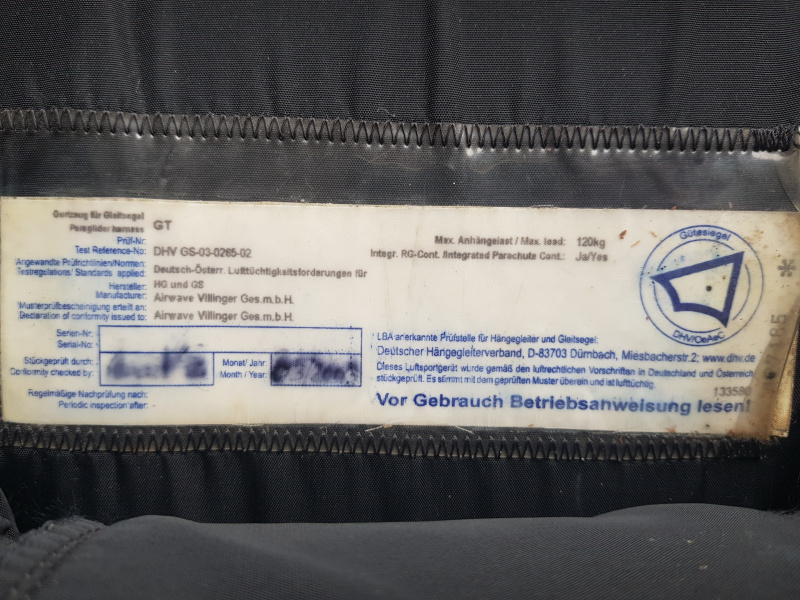 Gurtzeug für Gleitsegel
Paraglider harness GT
Prüf-Nr:
Test Reference-No: DHV GS-03-0265-02
Angewandte Prüfrichtlinien/Normen:
Testregulations/ Standards applied: Deutsch-Österr. Lufttüchtigkeitsforderungen für
HG und GS
Hersteller:
Manufacturer: Airwave Villinger Ges.m.b.H.
Musterprüfbescheinigung erteilt an:
Declaration of conformity issued to: Airwave Villinger Ges.m.b.H.
Serien-Nr:
Serial-No:
Stückgeprüft durch:
Conformity checked by:
Monat/ Jahr:
Month / Year:
Regelmäßige Nachprüfung nach:
Periodic inspection after:
Max. Anhängelast / Max. load: 120kg
Integr. RG-Cont. /Integrated Parachute Cont.: Ja/Yes
Gütesiegel
DHV/OeAeC
LBA anerkannte Prüfstelle für Hängegleiter und Gleitsegel:
Deutscher Hängegleiterverband, D-83703 Dürnbach, Miesbacherstr.2; www.dhv.de
Dieses Luftsportgerät wurde gemäß den luftrechtlichen Vorschriften in Deutschland und Österreich
stückgeprüft. Es stimmt mit dem geprüften Muster überein und ist lufttüchtig.
133580
Vor Gebrauch Betriebsanweisung lesen!